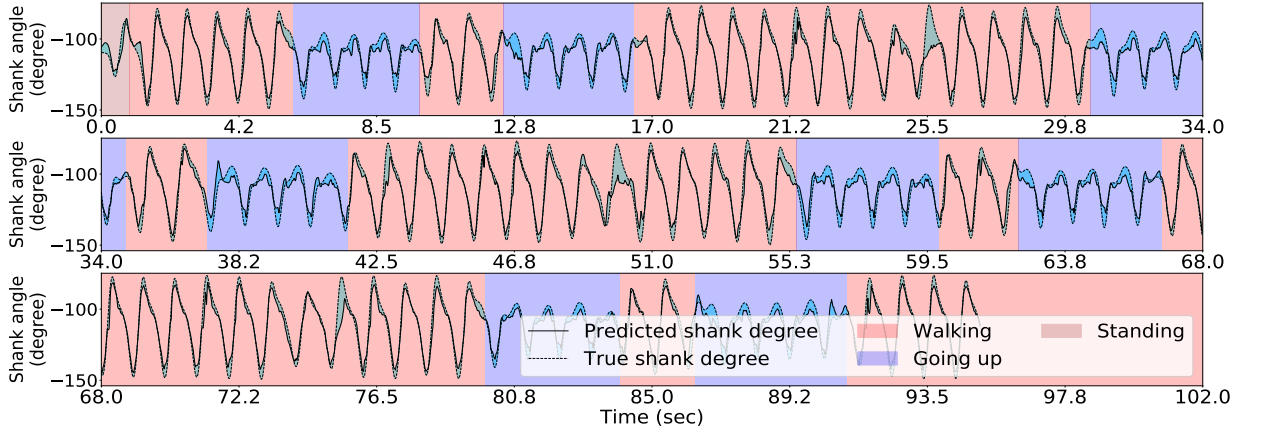 Shank angle
(degree)
−100
−150
0.0 4.2 8.5 12.8 17.0 21.2 25.5 29.8 34.0
Shank angle
(degree)
−100
−150
34.0 38.2 42.5 46.8 51.0 55.3 59.5 63.8 68.0
Shank angle
(degree)
−100
−150
Predicted shank degree Walking Standing
True shank degree Going up
68.0 72.2 76.5 80.8 85.0 89.2 93.5 97.8 102.0
Time (sec)